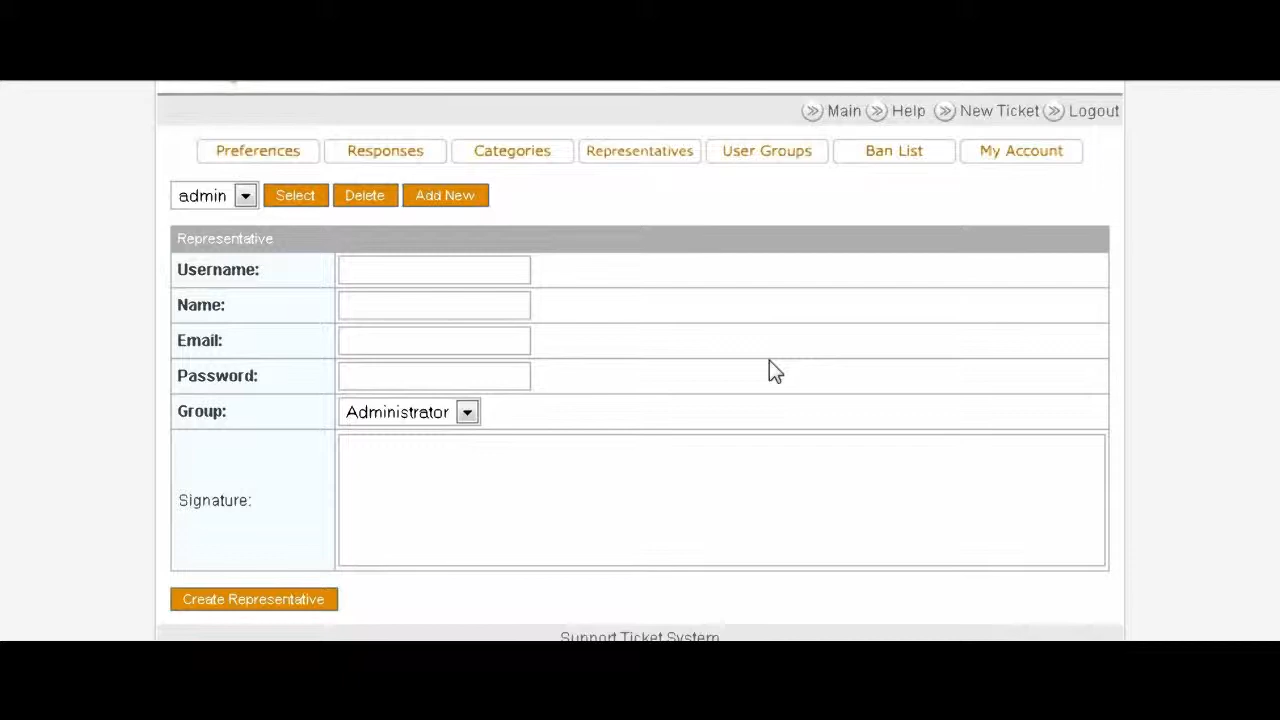 Main Help New Ticket Logout
Preferences Responses Categories Representatives User Groups Ban List My Account
admin Select Delete Add New
Representative
Username:
Name:
Email:
Password:
Group: Administrator
Signature:
Create Representative
Support Ticket System